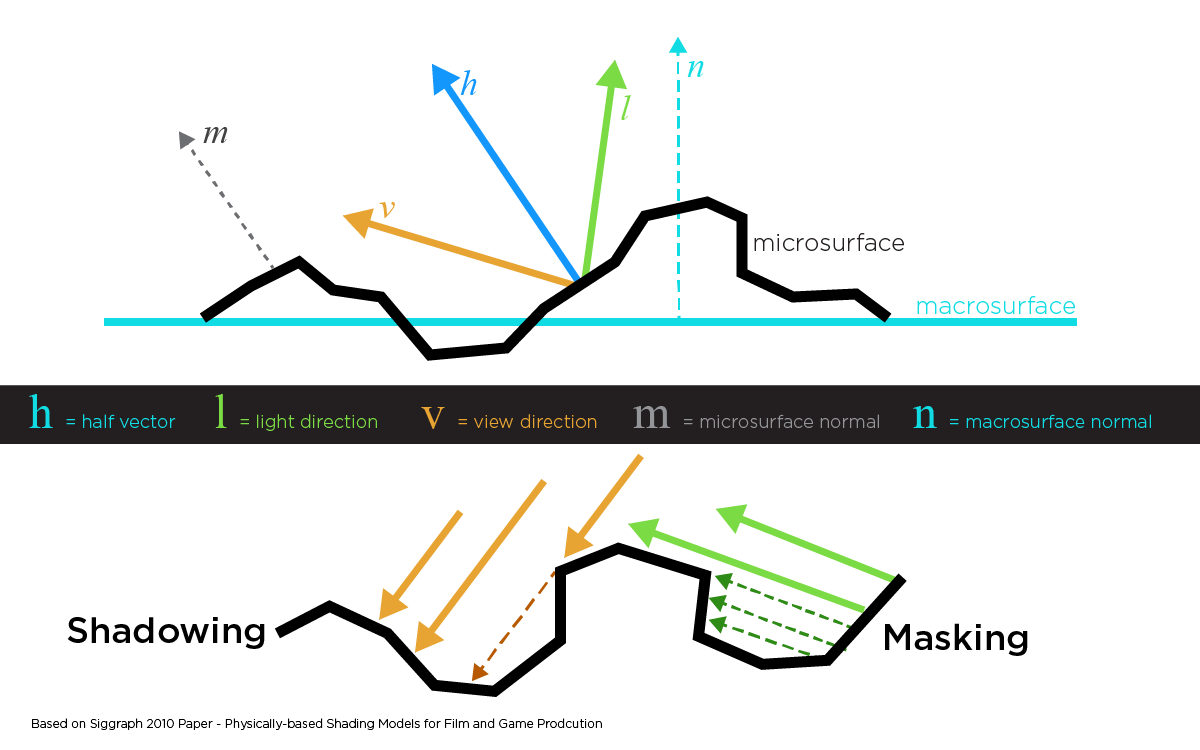 h
l
n
m
v
microsurface
macrosurface
h = half vector l = light direction v = view direction m = microsurface normal n = macrosurface normal
Shadowing
Masking
Based on Siggraph 2010 Paper - Physically-based Shading Models for Film and Game Prodcution